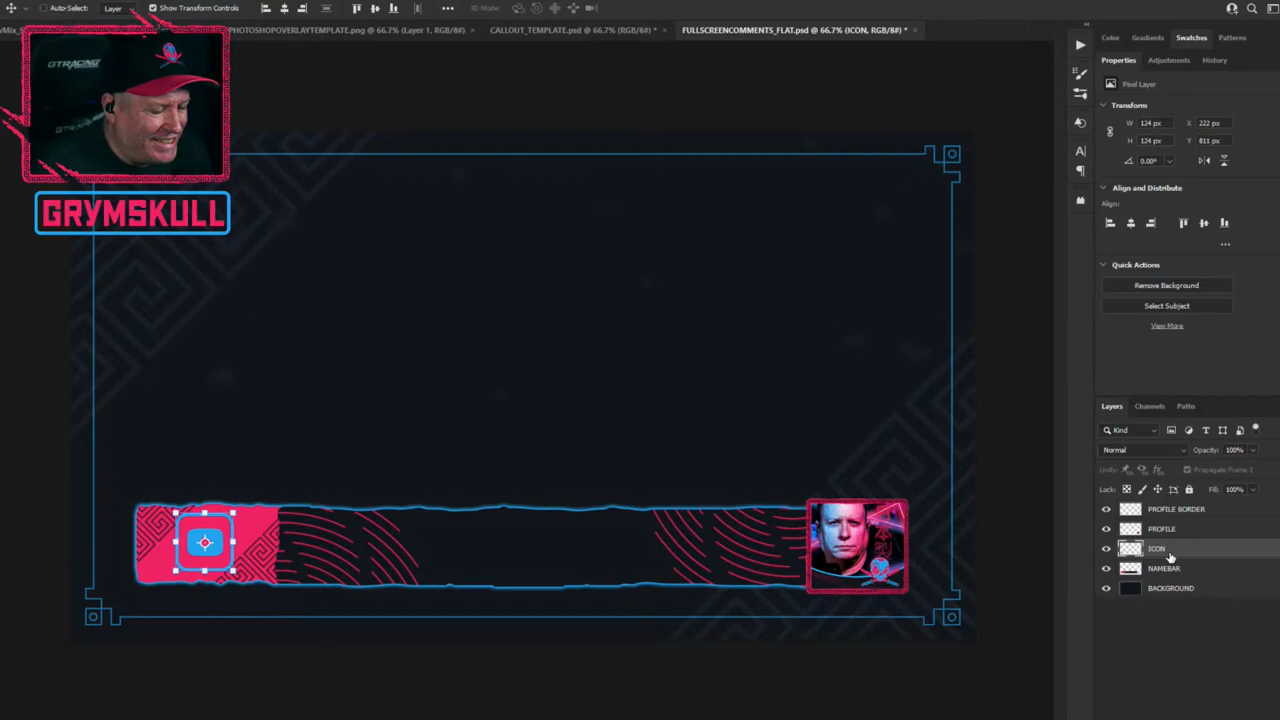 Auto-Select:
Layer
Show Transform Controls
3D Mode:
PHOTOSHOPOVERLAYTEMPLATE.png @ 66.7% (Layer 1, RGB/8#) ×
CALLOUT_TEMPLATE.psd @ 66.7% (RGB/8#) * ×
FULLSCREENCOMMENTS_FLAT.psd @ 66.7% (ICON, RGB/8#) * ×
GTRACING
GRYMSKULL
Color
Gradients
Swatches
Patterns
Properties
Adjustments
History
Pixel Layer
Transform
W 124 px
X 222 px
H 124 px
Y 811 px
0.00°
Align and Distribute
Align:
Quick Actions
Remove Background
Select Subject
View More
Layers
Channels
Paths
Kind
Normal
Opacity: 100%
Unify:
Propagate Frame 1
Lock:
Fill: 100%
PROFILE BORDER
PROFILE
ICON
NAMEBAR
BACKGROUND